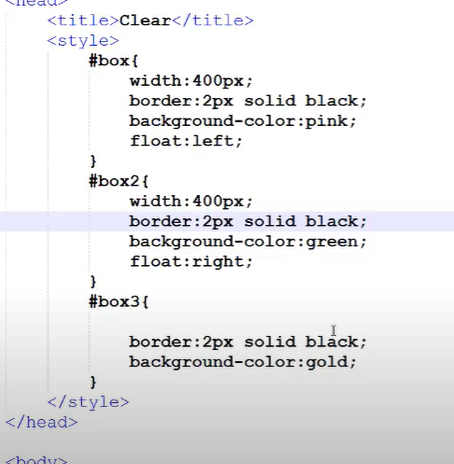 <head>
<title>Clear</title>
<style>
#box{
width:400px;
border:2px solid black;
background-color:pink;
float:left;
}
#box2{
width:400px;
border:2px solid black;
background-color:green;
float:right;
}
#box3{
border:2px solid black;
background-color:gold;
}
</style>
</head>
<body>